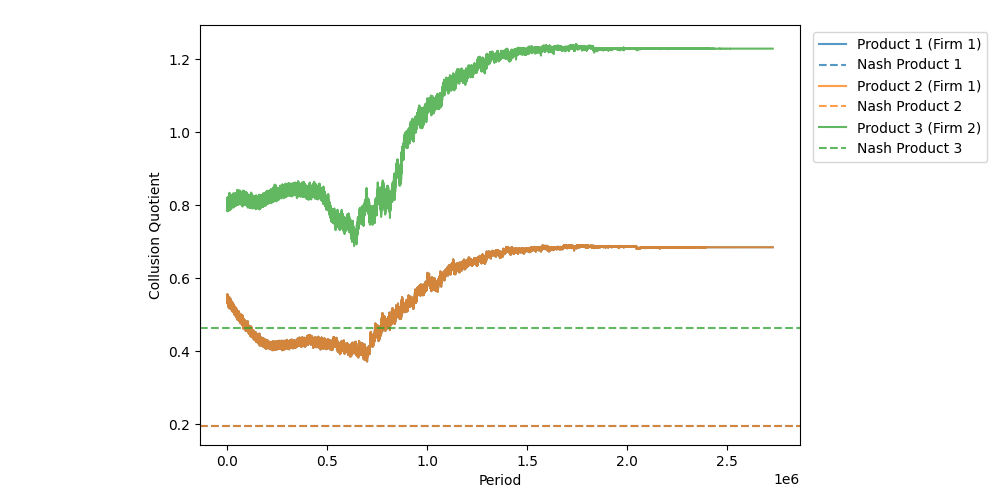 Product 1 (Firm 1)
Nash Product 1
Product 2 (Firm 1)
Nash Product 2
Product 3 (Firm 2)
Nash Product 3
Collusion Quotient
1.2
1.0
0.8
0.6
0.4
0.2
0.0
0.5
1.0
1.5
2.0
2.5
1e6
Period